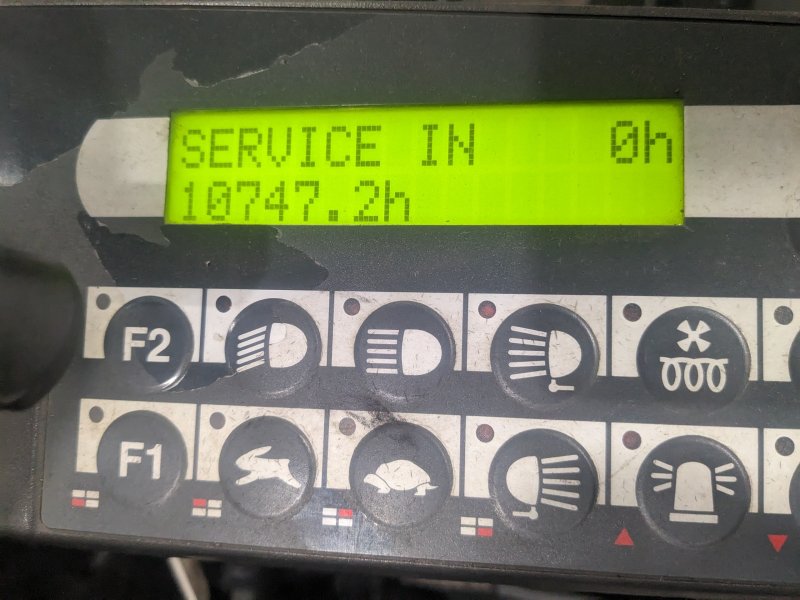 SERVICE IN 0h
10747.2h
F2
F1